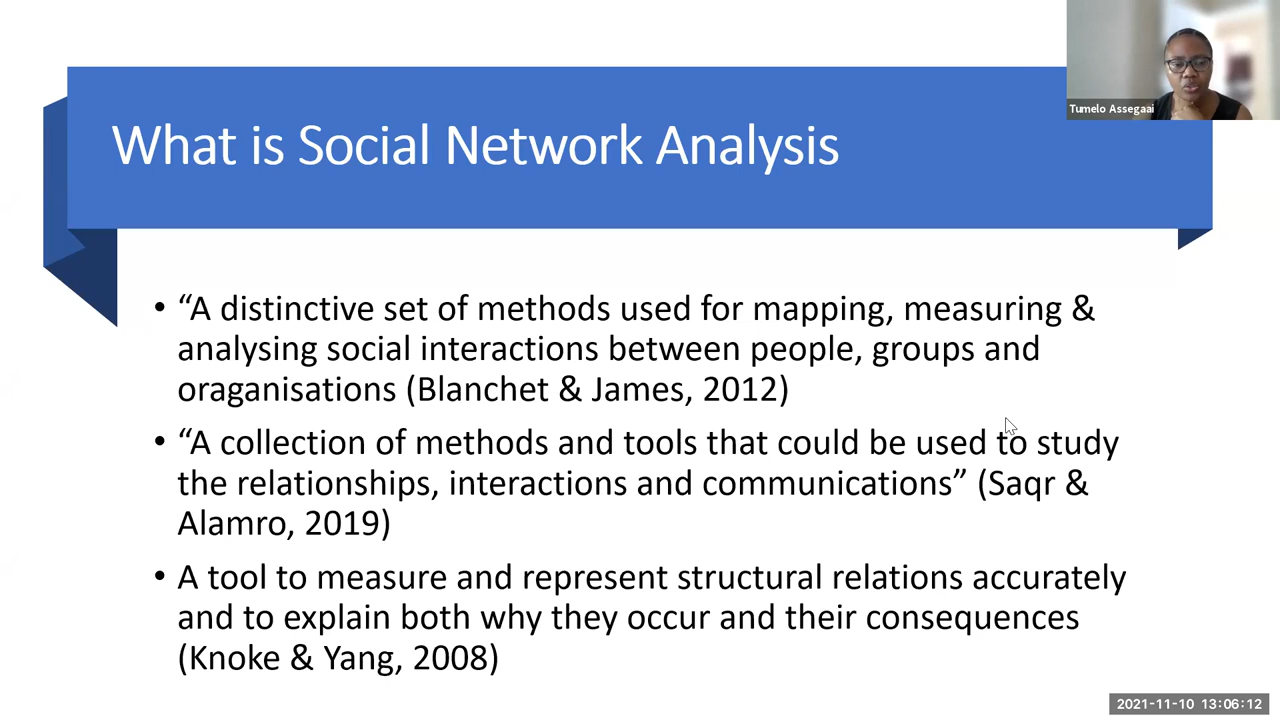 Tumelo Assegaai
What is Social Network Analysis
• “A distinctive set of methods used for mapping, measuring &
analysing social interactions between people, groups and
oraganisations (Blanchet & James, 2012)
• “A collection of methods and tools that could be used to study
the relationships, interactions and communications” (Saqr &
Alamro, 2019)
• A tool to measure and represent structural relations accurately
and to explain both why they occur and their consequences
(Knoke & Yang, 2008)
2021-11-10 13:06:12